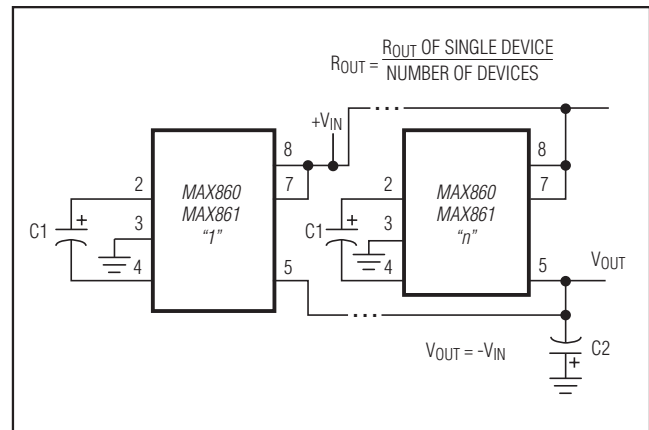 R_OUT = R_OUT OF SINGLE DEVICE
NUMBER OF DEVICES
+V_IN
8
7
2
MAX860
MAX861
"1"
3
C1
+
4
5
8
7
2
MAX860
MAX861
"n"
3
C1
+
4
5
V_OUT
V_OUT = -V_IN
C2
+